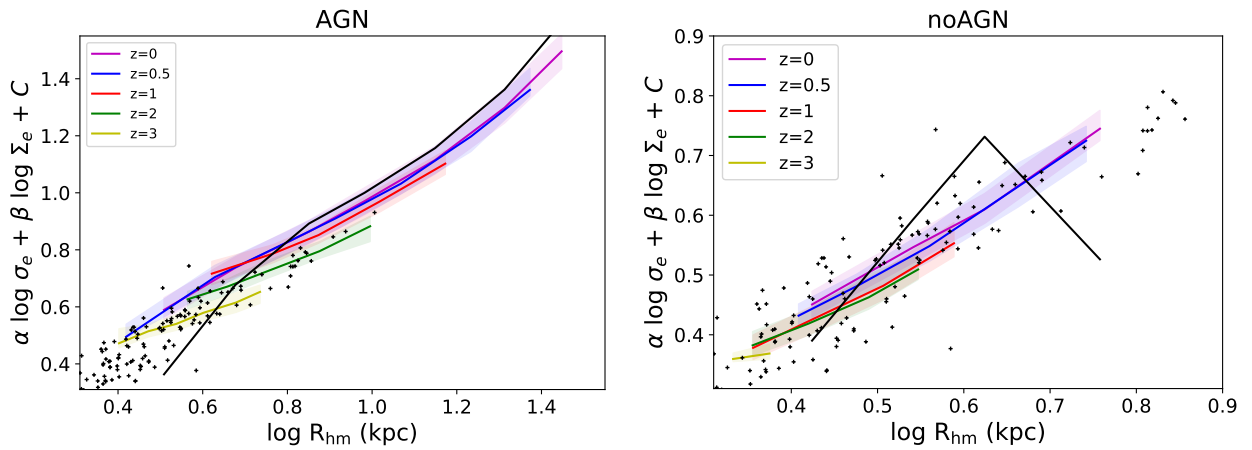 AGN
α log σe + β log Σe + C
z=0
z=0.5
z=1
z=2
z=3
1.4
1.2
1.0
0.8
0.6
0.4
0.4 0.6 0.8 1.0 1.2 1.4
log Rhm (kpc)
noAGN
α log σe + β log Σe + C
z=0
z=0.5
z=1
z=2
z=3
0.9
0.8
0.7
0.6
0.5
0.4
0.4 0.5 0.6 0.7 0.8 0.9
log Rhm (kpc)